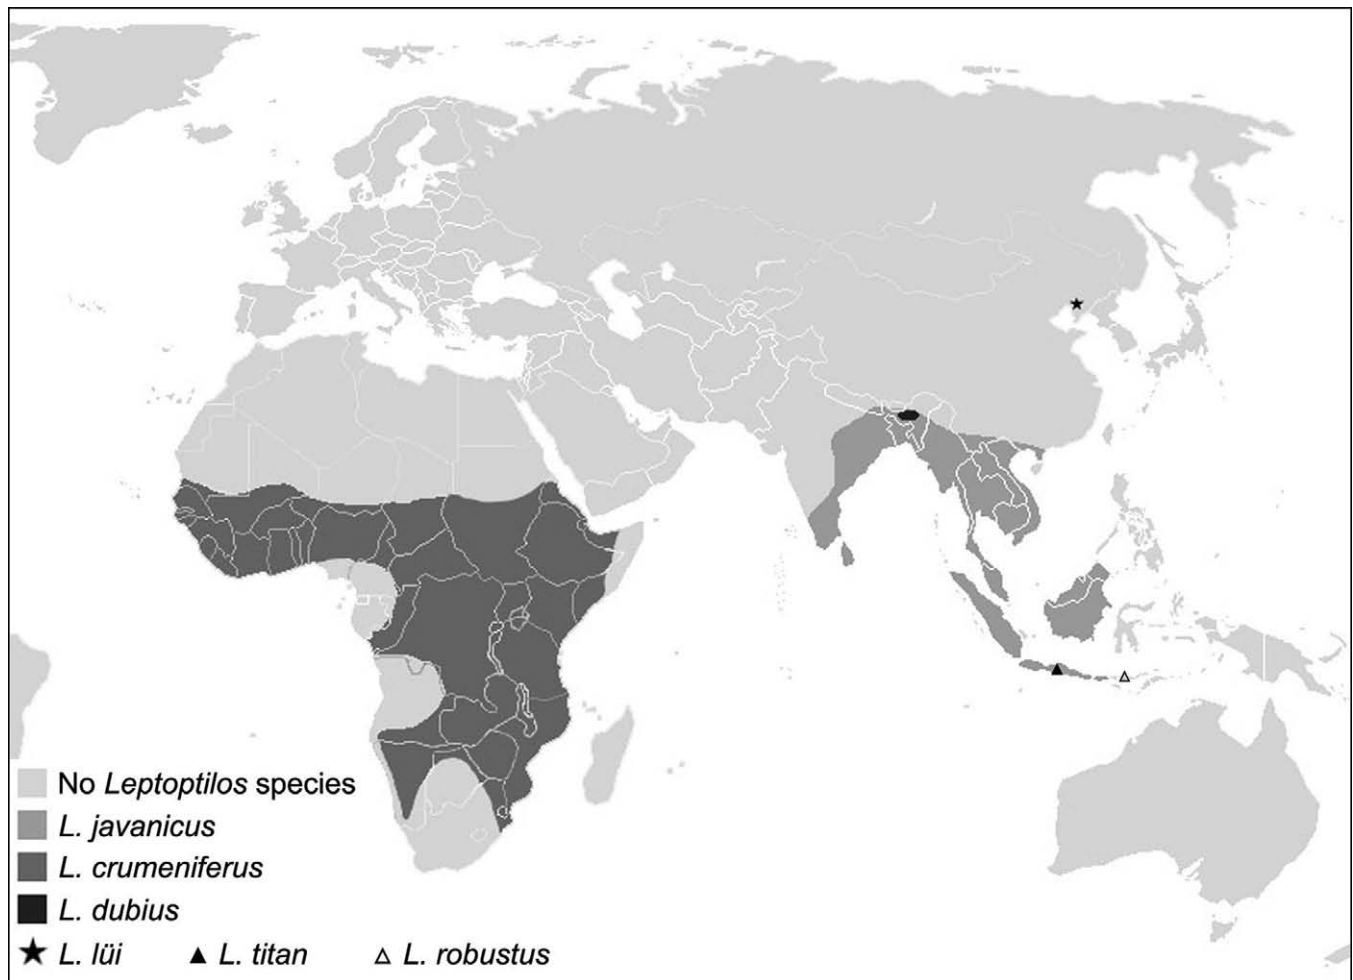 No Leptoptilos species
L. javanicus
L. crumeniferus
L. dubius
L. lüi L. titan L. robustus